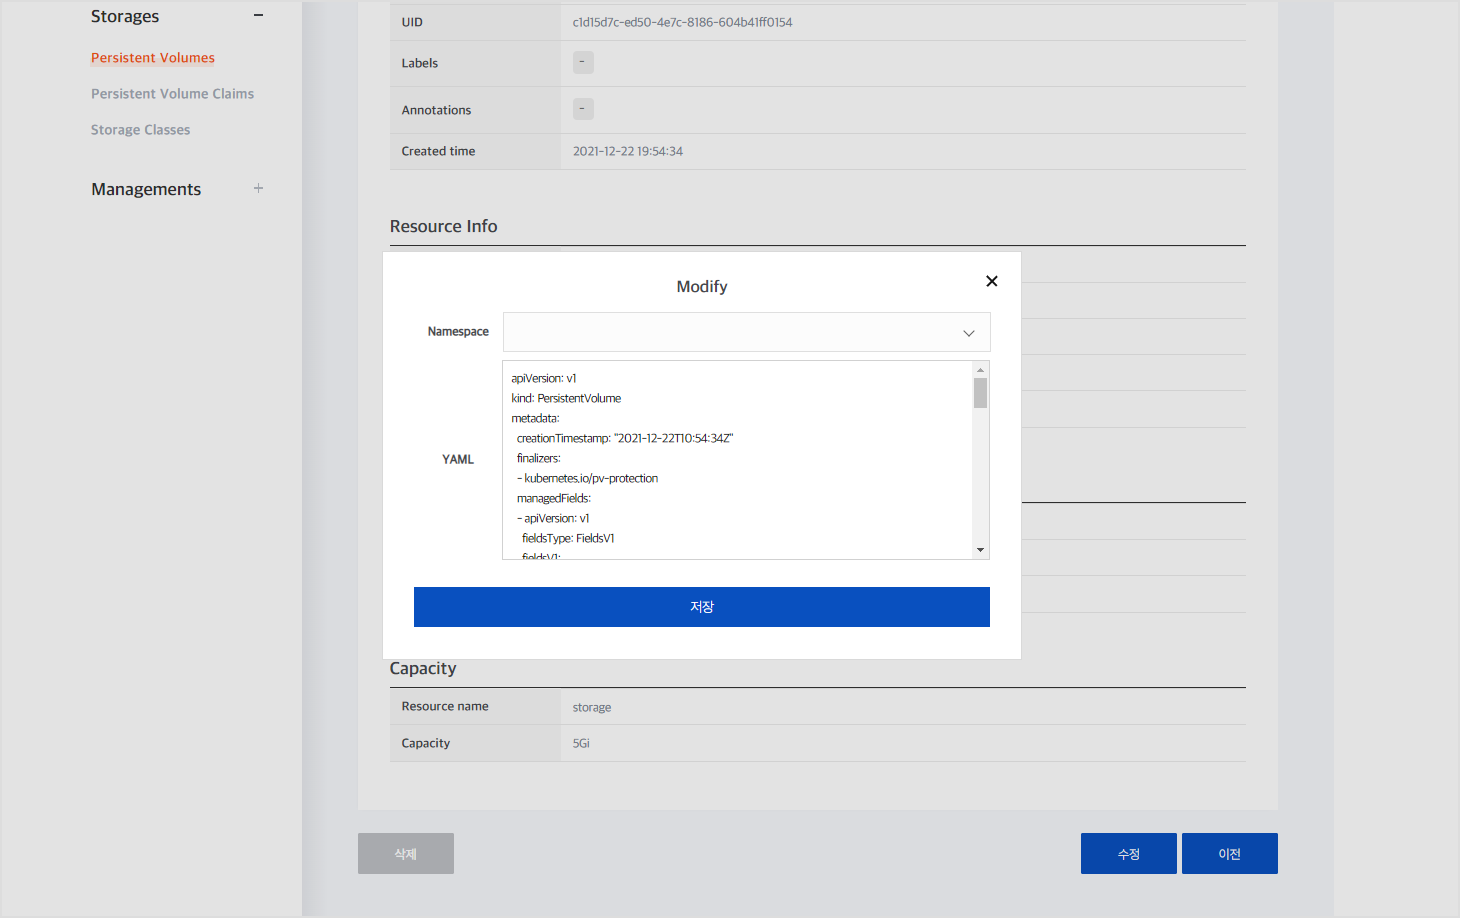 Storages
Persistent Volumes
Persistent Volume Claims
Storage Classes
Managements
UID c1d15d7c-ed50-4e7c-8186-604b41ff0154
Labels -
Annotations -
Created time 2021-12-22 19:54:34
Resource Info
Modify
Namespace
YAML
apiVersion: v1
kind: PersistentVolume
metadata:
creationTimestamp: "2021-12-22T10:54:34Z"
finalizers:
- kubernetes.io/pv-protection
managedFields:
- apiVersion: v1
fieldsType: FieldsV1
fieldsV1:
저장
Capacity
Resource name storage
Capacity 5Gi
삭제
수정
이전